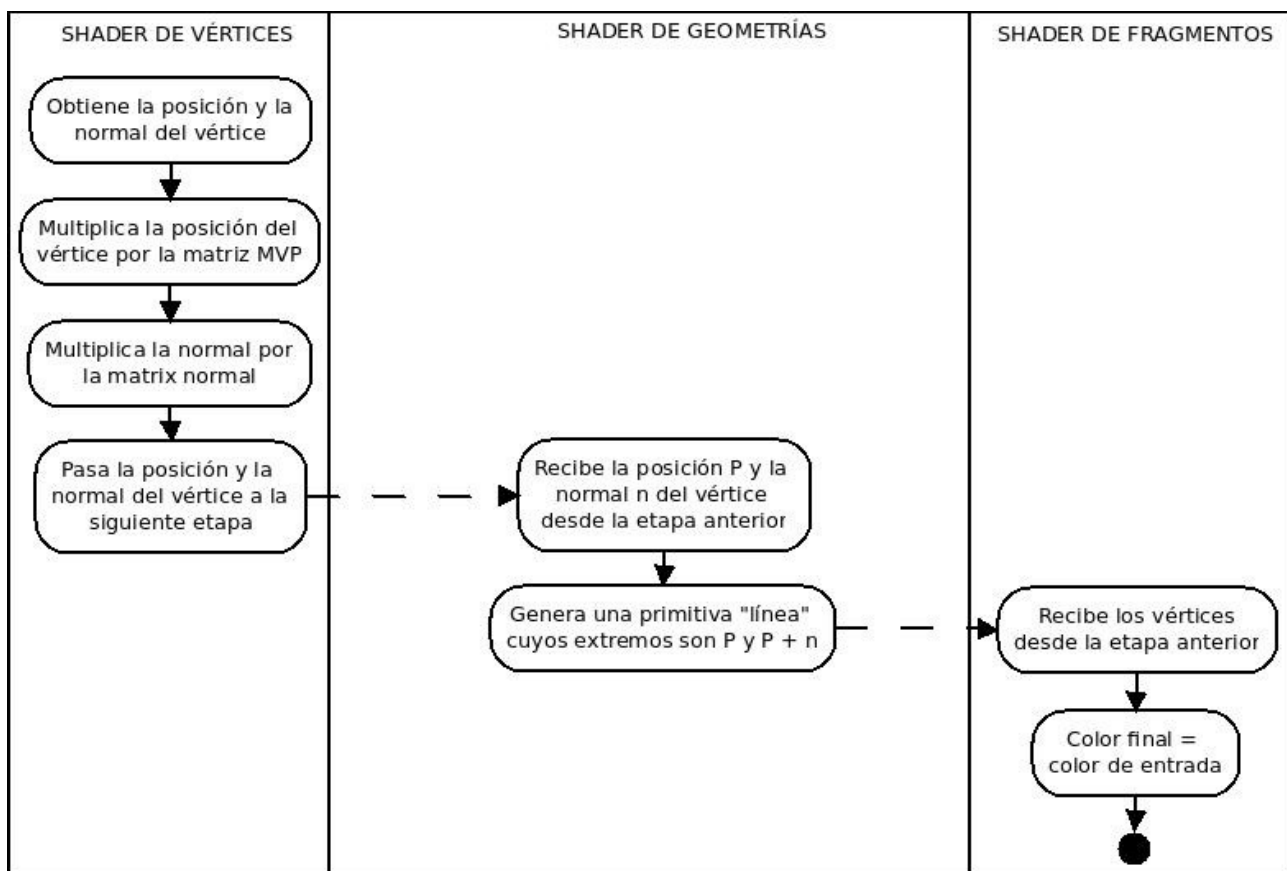 SHADER DE VÉRTICES
Obtiene la posición y la
normal del vértice
Multiplica la posición del
vértice por la matriz MVP
Multiplica la normal por
la matrix normal
Pasa la posición y la
normal del vértice a la
siguiente etapa
SHADER DE GEOMETRÍAS
Recibe la posición P y la
normal n del vértice
desde la etapa anterior
Genera una primitiva "línea"
cuyos extremos son P y P + n
SHADER DE FRAGMENTOS
Recibe los vértices
desde la etapa anterior
Color final =
color de entrada